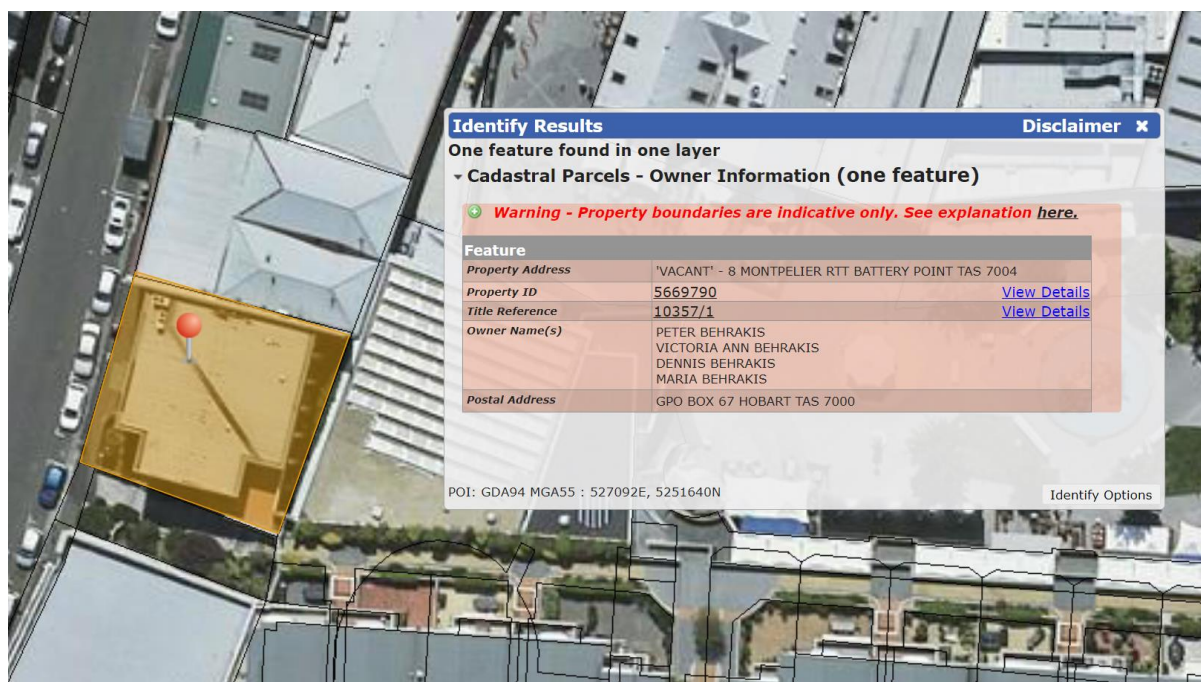 Identify Results Disclaimer ✖
One feature found in one layer
Cadastral Parcels - Owner Information (one feature)
Warning - Property boundaries are indicative only. See explanation here.
Feature
Property Address 'VACANT' - 8 MONTPELIER RTT BATTERY POINT TAS 7004
Property ID 5669790 View Details
Title Reference 10357/1 View Details
Owner Name(s) PETER BEHRAKIS
VICTORIA ANN BEHRAKIS
DENNIS BEHRAKIS
MARIA BEHRAKIS
Postal Address GPO BOX 67 HOBART TAS 7000
POI: GDA94 MGA55 : 527092E, 5251640N Identify Options